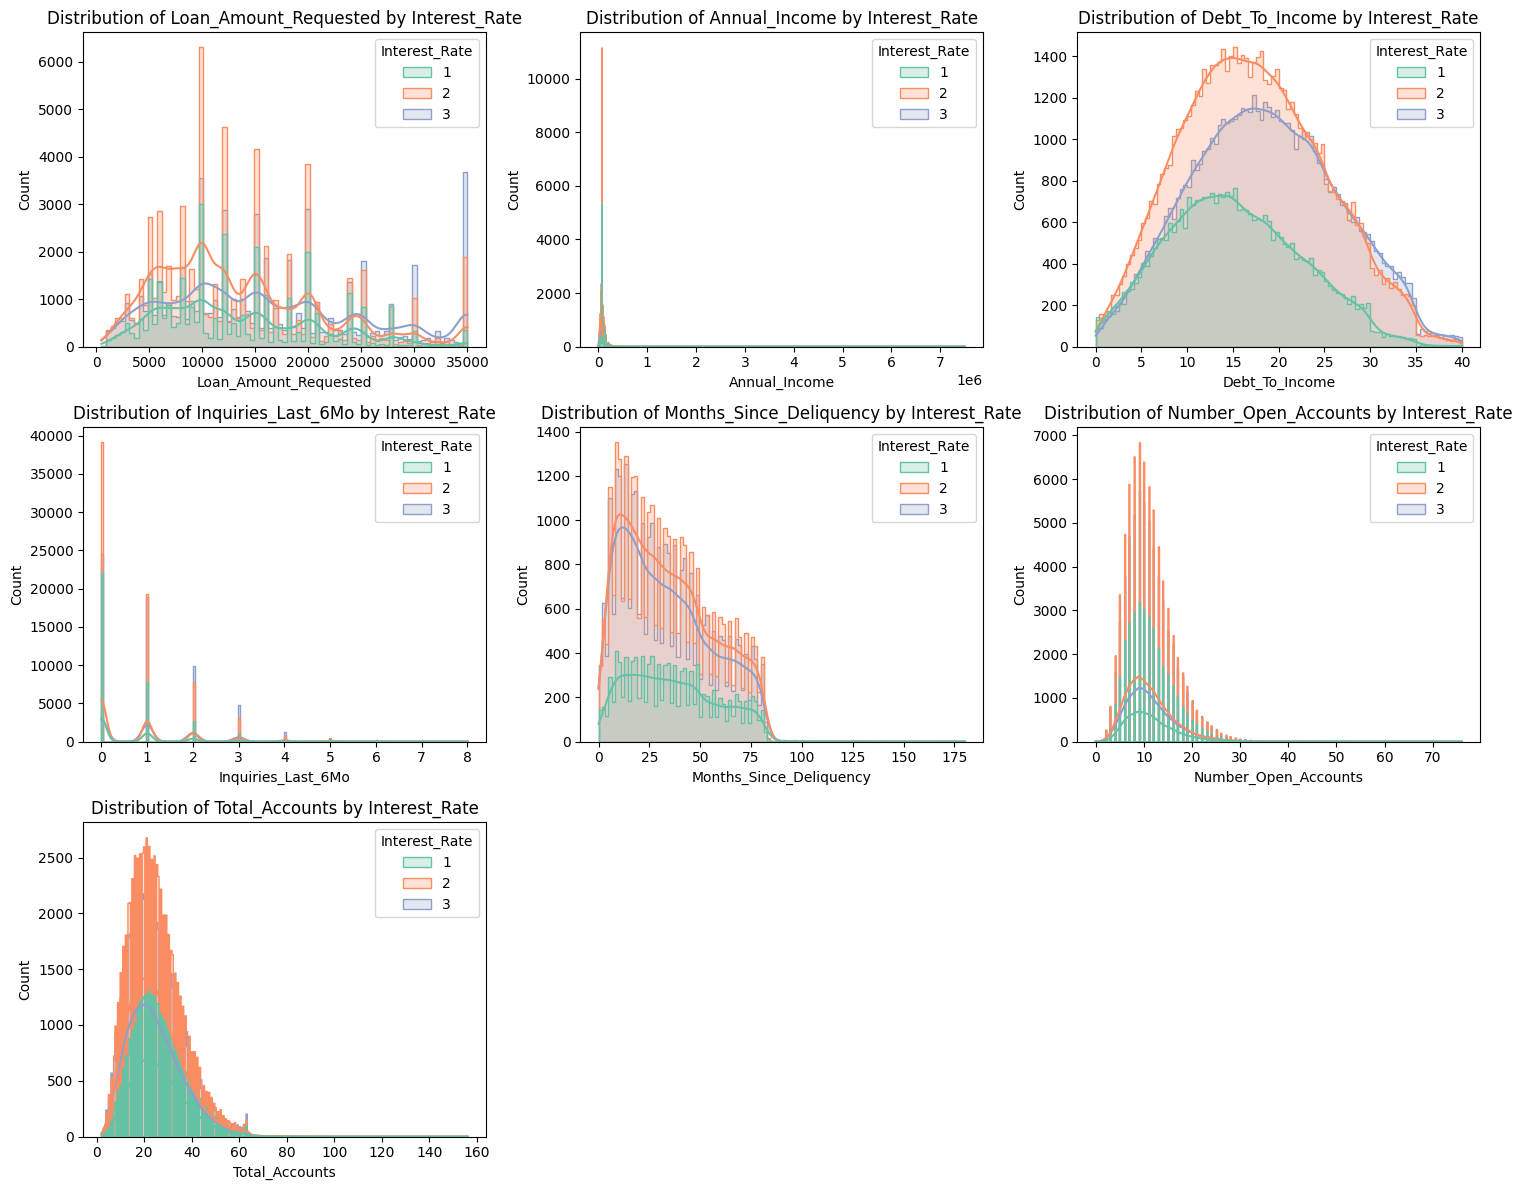 Distribution of Loan_Amount_Requested by Interest_Rate
Interest_Rate
1
2
3
6000
5000
4000
3000
2000
1000
0
Count
0 5000 10000 15000 20000 25000 30000 35000
Loan_Amount_Requested
Distribution of Annual_Income by Interest_Rate
Interest_Rate
1
2
3
10000
8000
6000
4000
2000
0
Count
0 1 2 3 4 5 6 7
1e6
Annual_Income
Distribution of Debt_To_Income by Interest_Rate
Interest_Rate
1
2
3
1400
1200
1000
800
600
400
200
0
Count
0 5 10 15 20 25 30 35 40
Debt_To_Income
Distribution of Inquiries_Last_6Mo by Interest_Rate
Interest_Rate
1
2
3
40000
35000
30000
25000
20000
15000
10000
5000
0
Count
0 1 2 3 4 5 6 7 8
Inquiries_Last_6Mo
Distribution of Months_Since_Deliquency by Interest_Rate
Interest_Rate
1
2
3
1400
1200
1000
800
600
400
200
0
Count
0 25 50 75 100 125 150 175
Months_Since_Deliquency
Distribution of Number_Open_Accounts by Interest_Rate
Interest_Rate
1
2
3
7000
6000
5000
4000
3000
2000
1000
0
Count
0 10 20 30 40 50 60 70
Number_Open_Accounts
Distribution of Total_Accounts by Interest_Rate
Interest_Rate
1
2
3
2500
2000
1500
1000
500
0
Count
0 20 40 60 80 100 120 140 160
Total_Accounts